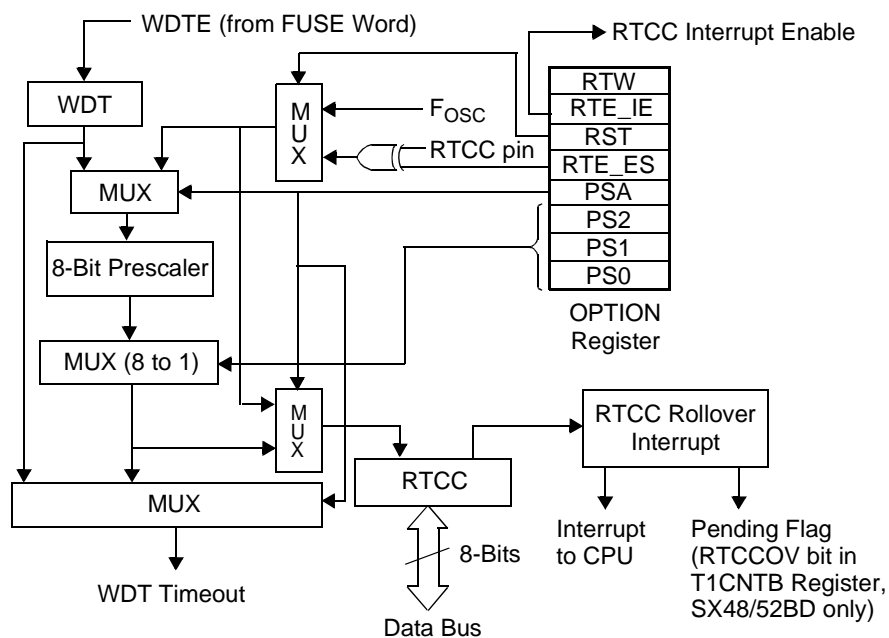 WDTE (from FUSE Word)
RTCC Interrupt Enable
WDT
M
U
X
FOSC
RTCC pin
RTW
RTE_IE
RST
RTE_ES
PSA
PS2
PS1
PS0
OPTION
Register
MUX
8-Bit Prescaler
MUX (8 to 1)
M
U
X
RTCC Rollover
Interrupt
RTCC
MUX
8-Bits
Interrupt
to CPU
Pending Flag
(RTCCOV bit in
T1CNTB Register,
SX48/52BD only)
WDT Timeout
Data Bus